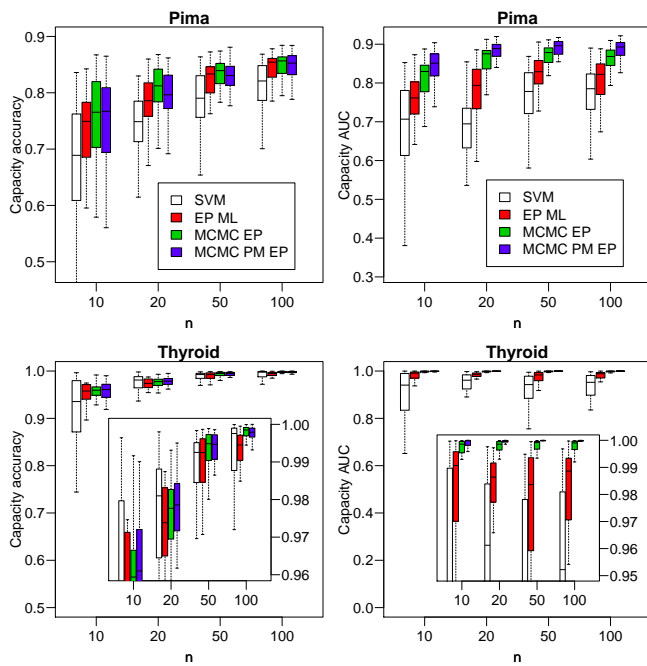 Pima
Capacity accuracy
0.9
0.8
0.7
0.6
0.5
SVM
EP ML
MCMC EP
MCMC PM EP
10 20 50 100
n
Pima
Capacity AUC
0.9
0.8
0.7
0.6
0.5
0.4
0.3
SVM
EP ML
MCMC EP
MCMC PM EP
10 20 50 100
n
Thyroid
Capacity accuracy
1.0
0.9
0.8
0.7
0.6
0.5
1.00
0.99
0.98
0.97
0.96
10 20 50 100
10 20 50 100
n
Thyroid
Capacity AUC
1.0
0.8
0.6
0.4
0.2
0.0
1.00
0.99
0.98
0.97
0.96
0.95
10 20 50 100
10 20 50 100
n